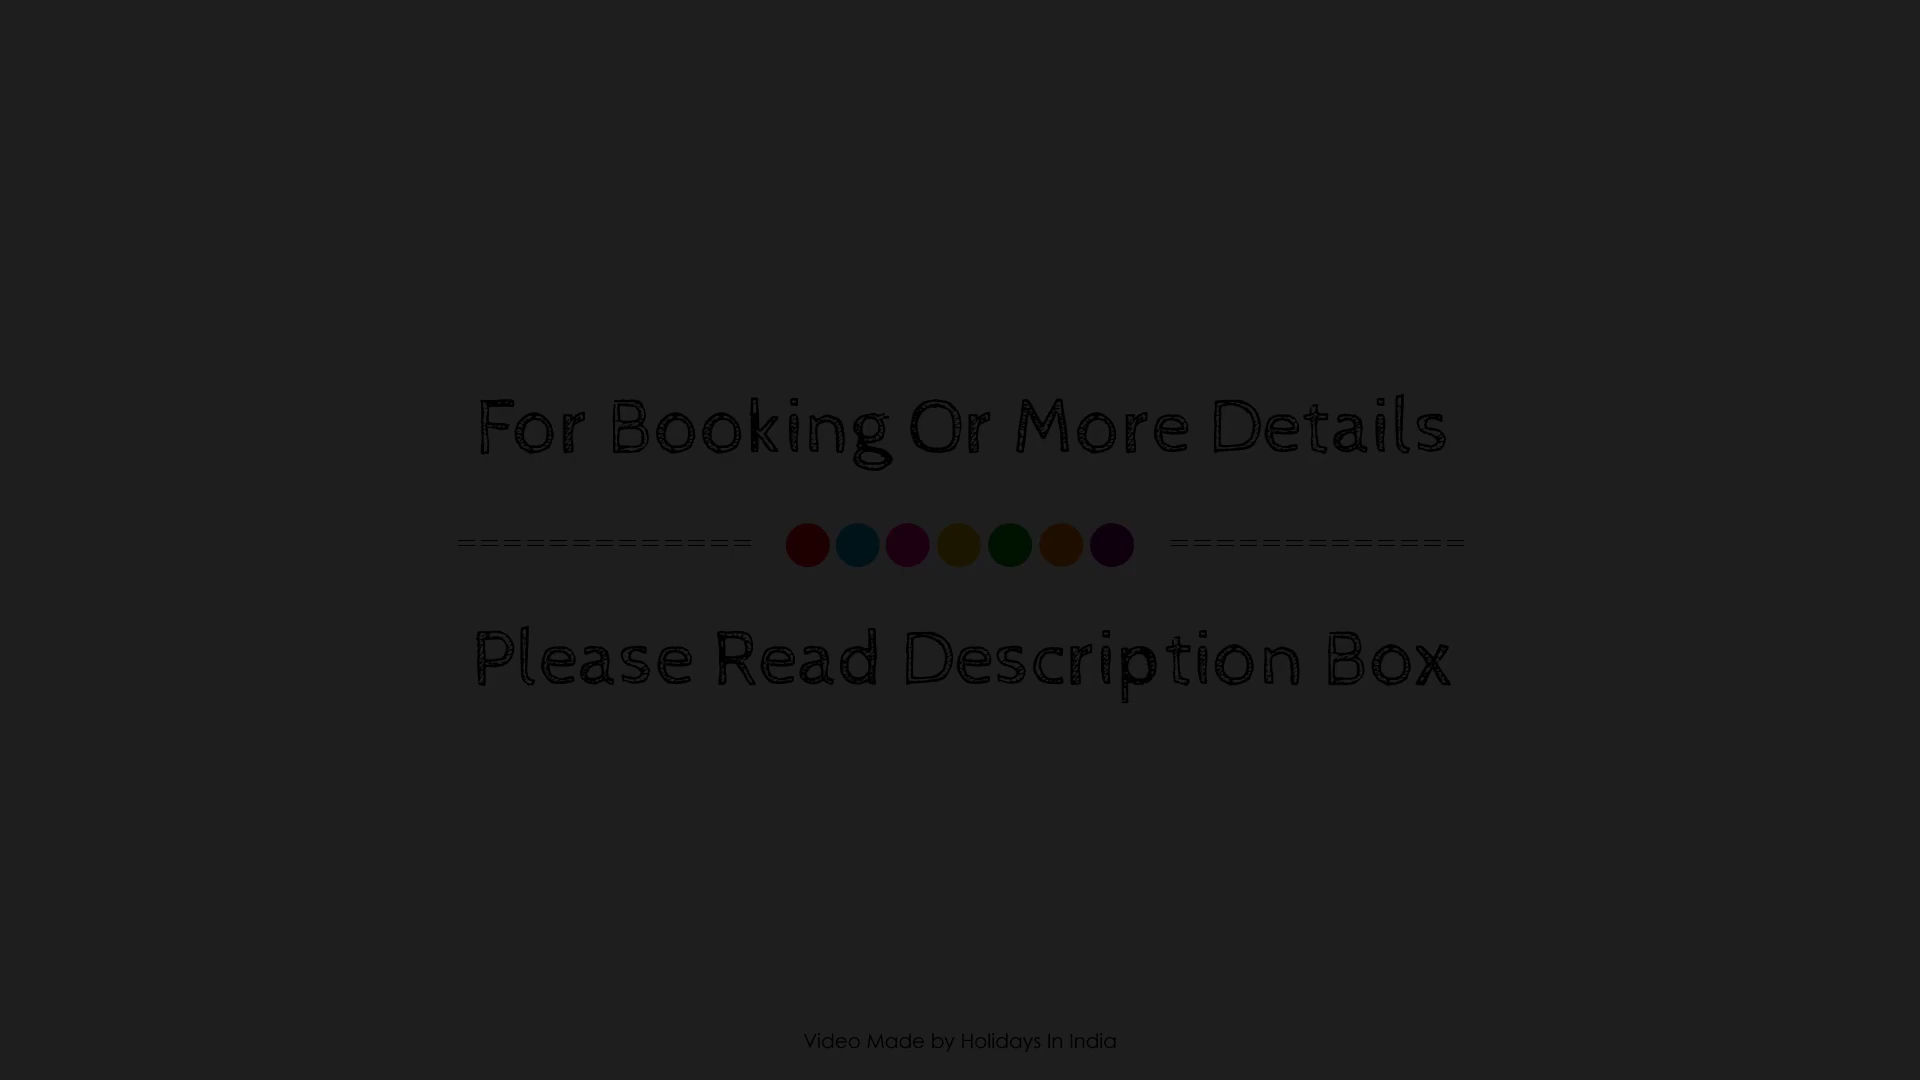 For Booking Or More Details
============= =============
Please Read Description Box
Video Made by Holidays In India